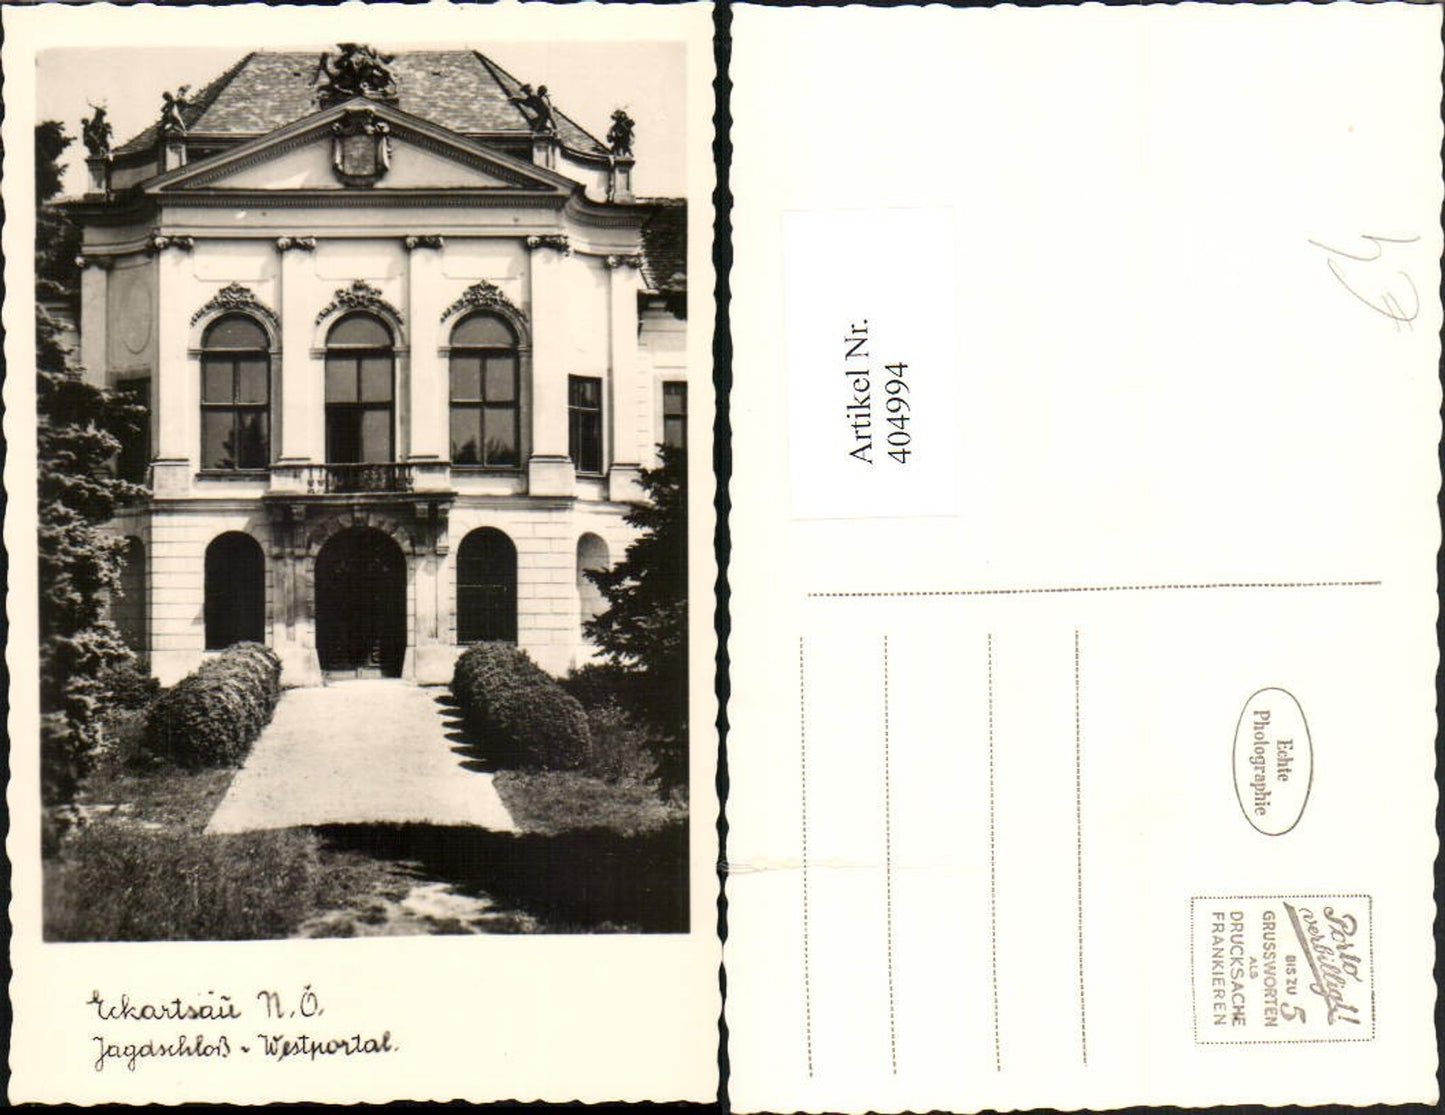 Eckartsau N.Ö.
Jagdschloß - Westportal.
Artikel Nr.
404994
Echte
Photographie
Porto
verbilligt!
BIS ZU 5
GRUSSWORTEN
ALS
DRUCKSACHE
FRANKIEREN